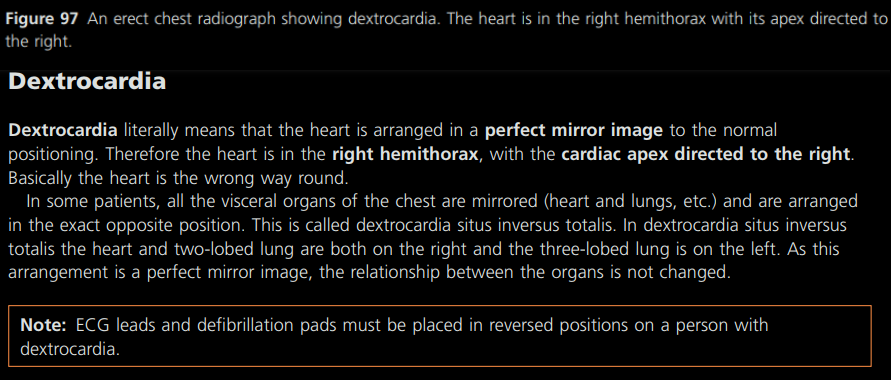 Figure 97 An erect chest radiograph showing dextrocardia. The heart is in the right hemithorax with its apex directed to
the right.
Dextrocardia
Dextrocardia literally means that the heart is arranged in a perfect mirror image to the normal
positioning. Therefore the heart is in the right hemithorax, with the cardiac apex directed to the right.
Basically the heart is the wrong way round.
In some patients, all the visceral organs of the chest are mirrored (heart and lungs, etc.) and are arranged
in the exact opposite position. This is called dextrocardia situs inversus totalis. In dextrocardia situs inversus
totalis the heart and two-lobed lung are both on the right and the three-lobed lung is on the left. As this
arrangement is a perfect mirror image, the relationship between the organs is not changed.
Note: ECG leads and defibrillation pads must be placed in reversed positions on a person with
dextrocardia.